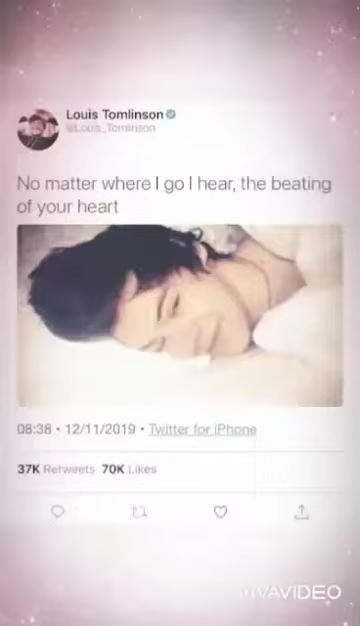 Louis Tomlinson
@Louis_Tomlinson
No matter where I go I hear, the beating
of your heart
08:38 • 12/11/2019 • Twitter for iPhone
37K Retweets 70K Likes
VAVIDEO